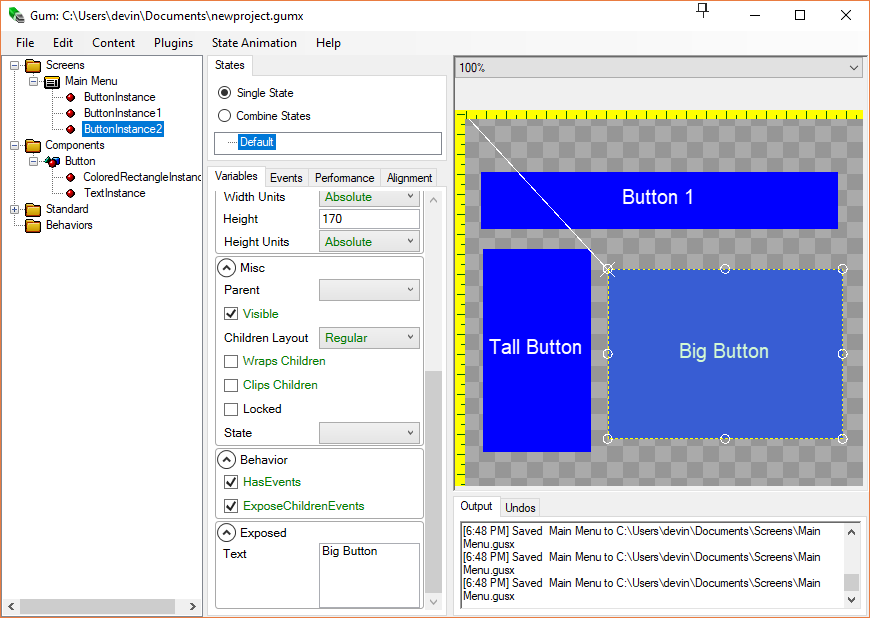 Gum: C:\Users\devin\Documents\newproject.gumx
File Edit Content Plugins State Animation Help
Screens
Main Menu
ButtonInstance
ButtonInstance1
ButtonInstance2
Components
Button
ColoredRectangleInstanc
TextInstance
Standard
Behaviors
States
Single State
Combine States
Default
Variables Events Performance Alignment
Width Units Absolute
Height 170
Height Units Absolute
Misc
Parent
Visible
Children Layout Regular
Wraps Children
Clips Children
Locked
State
Behavior
HasEvents
ExposeChildrenEvents
Exposed
Text Big Button
100%
Button 1
Tall Button
Big Button
Output Undos
[6:48 PM] Saved Main Menu to C:\Users\devin\Documents\Screens\Main
Menu.gusx
[6:48 PM] Saved Main Menu to C:\Users\devin\Documents\Screens\Main
Menu.gusx
[6:48 PM] Saved Main Menu to C:\Users\devin\Documents\Screens\Main
Menu.gusx